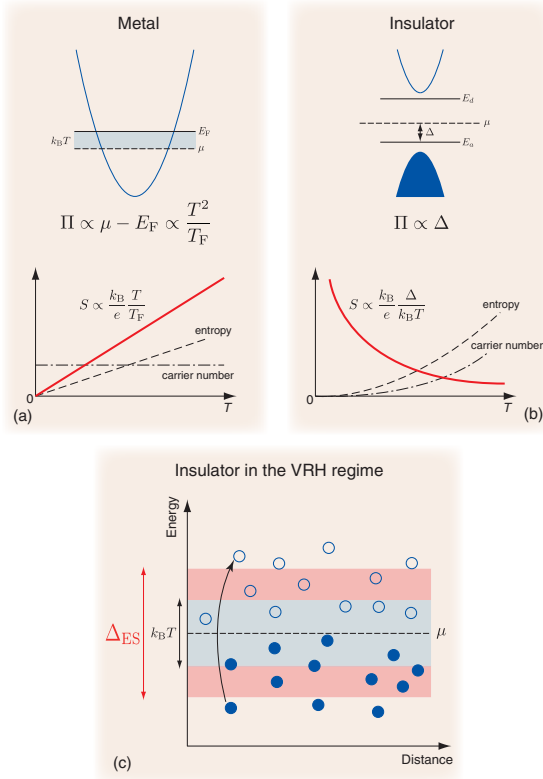 Metal
E_F
k_BT
μ
Π ∝ μ − E_F ∝ T²/T_F
S ∝ k_B/e T/T_F
entropy
carrier number
0
T
(a)
Insulator
E_d
μ
Δ
E_a
Π ∝ Δ
S ∝ k_B/e Δ/k_BT
entropy
carrier number
0
T
(b)
Insulator in the VRH regime
Energy
Δ_ES
k_BT
μ
Distance
(c)